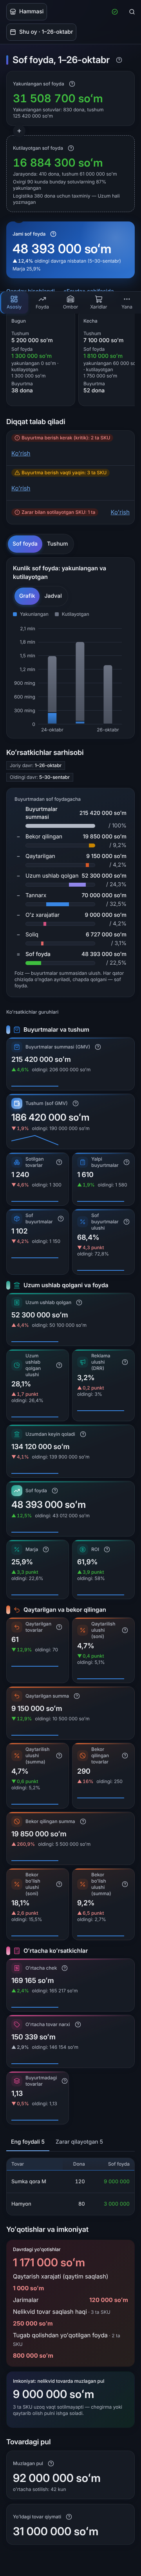 Hammasi
Shu oy · 1–26-oktabr
Sof foyda, 1–26-oktabr
Yakunlangan sof foyda
31 508 700 so‘m
Yakunlangan sotuvlar: 830 dona, tushum
125 420 000 so‘m
+
Kutilayotgan sof foyda
16 884 300 so‘m
Jarayonda: 410 dona, tushum 61 000 000 so‘m
Oxirgi 90 kunda bunday sotuvlarning 87%
yakunlangan
Logistika 380 dona uchun taxminiy — Uzum hali
yozmagan
Jami sof foyda
48 393 000 so‘m
▲ 12,4% oldingi davrga nisbatan (5–30-sentabr)
Marja 25,9%
Asosiy
Foyda
Ombor
Xaridlar
Yana
Bugun
Tushum
5 200 000 so‘m
Sof foyda
1 300 000 so‘m
yakunlangan 0 so‘m
· kutilayotgan
1 300 000 so‘m
Buyurtma
38 dona
Kecha
Tushum
7 100 000 so‘m
Sof foyda
1 810 000 so‘m
yakunlangan 60 000 so
· kutilayotgan
1 750 000 so‘m
Buyurtma
52 dona
Diqqat talab qiladi
Buyurtma berish kerak (kritik): 2 ta SKU
Ko‘rish
Buyurtma berish vaqti yaqin: 3 ta SKU
Ko‘rish
Zarar bilan sotilayotgan SKU: 1 ta
Ko‘rish
Sof foyda
Tushum
Kunlik sof foyda: yakunlangan va
kutilayotgan
Grafik
Jadval
Yakunlangan
Kutilayotgan
2,1 mln
1,8 mln
1,5 mln
1,2 mln
900 ming
600 ming
300 ming
0
24-oktabr
26-oktabr
Ko‘rsatkichlar sarhisobi
Joriy davr: 1–26-oktabr
Oldingi davr: 5–30-sentabr
Buyurtmadan sof foydagacha
Buyurtmalar summasi 215 420 000 so‘m
/ 100%
− Bekor qilingan 19 850 000 so‘m
/ 9,2%
− Qaytarilgan 9 150 000 so‘m
/ 4,2%
− Uzum ushlab qolgan 52 300 000 so‘m
/ 24,3%
− Tannarx 70 000 000 so‘m
/ 32,5%
− O‘z xarajatlar 9 000 000 so‘m
/ 4,2%
− Soliq 6 727 000 so‘m
/ 3,1%
= Sof foyda 48 393 000 so‘m
/ 22,5%
Foiz — buyurtmalar summasidan ulush. Har qator
chiziqda o‘ngdan ayiriladi, chapda qolgani — sof
foyda.
Ko‘rsatkichlar guruhlari
Buyurtmalar va tushum
Buyurtmalar summasi (GMV)
215 420 000 so‘m
▲ 4,6% oldingi: 206 000 000 so‘m
Tushum (sof GMV)
186 420 000 so‘m
▼ 1,9% oldingi: 190 000 000 so‘m
Sotilgan
tovarlar
1 240
▼ 4,6% oldingi: 1 300
Yalpi
buyurtmalar
1 610
▲ 1,9% oldingi: 1 580
Sof
buyurtmalar
1 102
▼ 4,2% oldingi: 1 150
Sof
buyurtmalar
ulushi
68,4%
▼ 4,3 punkt
oldingi: 72,8%
Uzum ushlab qolgani va foyda
Uzum ushlab qolgan
52 300 000 so‘m
▲ 4,4% oldingi: 50 100 000 so‘m
Uzum
ushlab
qolgan
ulushi
28,1%
▲ 1,7 punkt
oldingi: 26,4%
Reklama
ulushi
(DRR)
3,2%
▲ 0,2 punkt
oldingi: 3%
Uzumdan keyin qoladi
134 120 000 so‘m
▼ 4,1% oldingi: 139 900 000 so‘m
Sof foyda
48 393 000 so‘m
▲ 12,5% oldingi: 43 010 000 so‘m
Marja
25,9%
▲ 3,3 punkt
oldingi: 22,6%
ROI
61,9%
▲ 3,9 punkt
oldingi: 58%
Qaytarilgan va bekor qilingan
Qaytarilgan
tovarlar
61
▼ 12,9% oldingi: 70
Qaytarilish
ulushi
(soni)
4,7%
▼ 0,4 punkt
oldingi: 5,1%
Qaytarilgan summa
9 150 000 so‘m
▼ 12,9% oldingi: 10 500 000 so‘m
Qaytarilish
ulushi
(summa)
4,7%
▼ 0,6 punkt
oldingi: 5,2%
Bekor
qilingan
tovarlar
290
▲ 16% oldingi: 250
Bekor qilingan summa
19 850 000 so‘m
▲ 260,9% oldingi: 5 500 000 so‘m
Bekor
bo‘lish
ulushi
(soni)
18,1%
▲ 2,6 punkt
oldingi: 15,5%
Bekor
bo‘lish
ulushi
(summa)
9,2%
▲ 6,5 punkt
oldingi: 2,7%
O‘rtacha ko‘rsatkichlar
O‘rtacha chek
169 165 so‘m
▲ 2,4% oldingi: 165 217 so‘m
O‘rtacha tovar narxi
150 339 so‘m
▲ 2,9% oldingi: 146 154 so‘m
Buyurtmadagi
tovarlar
1,13
▼ 0,5% oldingi: 1,13
Eng foydali 5
Zarar qilayotgan 5
Tovar Dona Sof foyda
Sumka qora M 120 9 000 000
Hamyon 80 3 000 000
Yo‘qotishlar va imkoniyat
Davrdagi yo‘qotishlar
1 171 000 so‘m
Qaytarish xarajati (qaytim saqlash)
1 000 so‘m
Jarimalar 120 000 so‘m
Nelikvid tovar saqlash haqi · 3 ta SKU
250 000 so‘m
Tugab qolishdan yo‘qotilgan foyda · 2 ta
SKU
800 000 so‘m
Imkoniyat: nelikvid tovarda muzlagan pul
9 000 000 so‘m
3 ta SKU uzoq vaqt sotilmayapti — chegirma yoki
qaytarib olish pulni ishga soladi.
Tovardagi pul
Muzlagan pul
92 000 000 so‘m
o‘rtacha sotilish: 42 kun
Yo‘ldagi tovar qiymati
31 000 000 so‘m